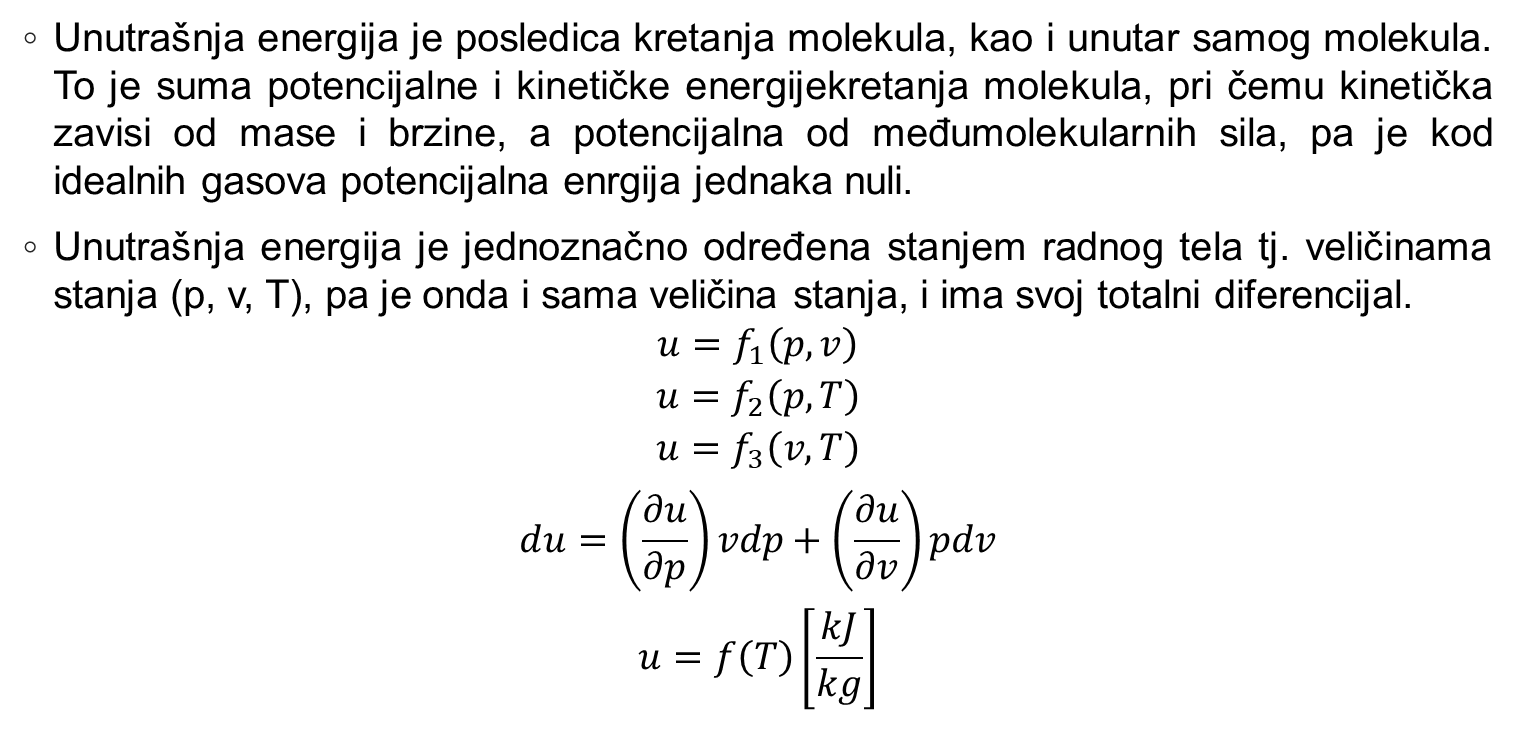 ◦ Unutrašnja energija je posledica kretanja molekula, kao i unutar samog molekula.
To je suma potencijalne i kinetičke energijekretanja molekula, pri čemu kinetička
zavisi od mase i brzine, a potencijalna od međumolekularnih sila, pa je kod
idealnih gasova potencijalna enrgija jednaka nuli.
◦ Unutrašnja energija je jednoznačno određena stanjem radnog tela tj. veličinama
stanja (p, v, T), pa je onda i sama veličina stanja, i ima svoj totalni diferencijal.
u = f₁(p, v)
u = f₂(p, T)
u = f₃(v, T)
du = (∂u/∂p) vdp + (∂u/∂v) pdv
u = f(T) [kJ/kg]